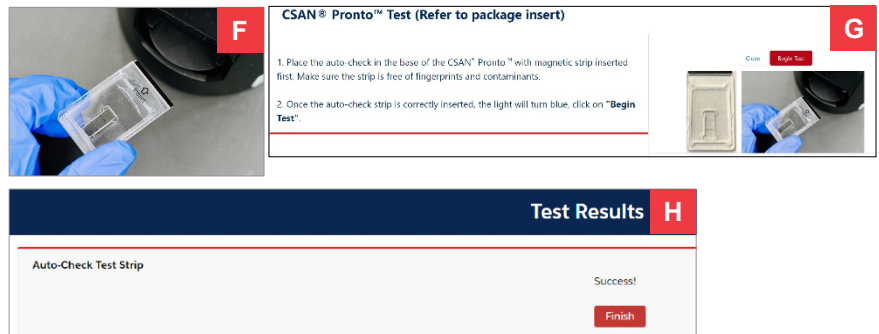 F
CSAN® Pronto™ Test (Refer to package insert)
G
1. Place the auto-check in the base of the CSAN® Pronto™ with magnetic strip inserted
first. Make sure the strip is free of fingerprints and contaminants.
2. Once the auto-check strip is correctly inserted, the light will turn blue, click on "Begin
Test".
Close
Begin Test
Test Results
H
Auto-Check Test Strip
Success!
Finish